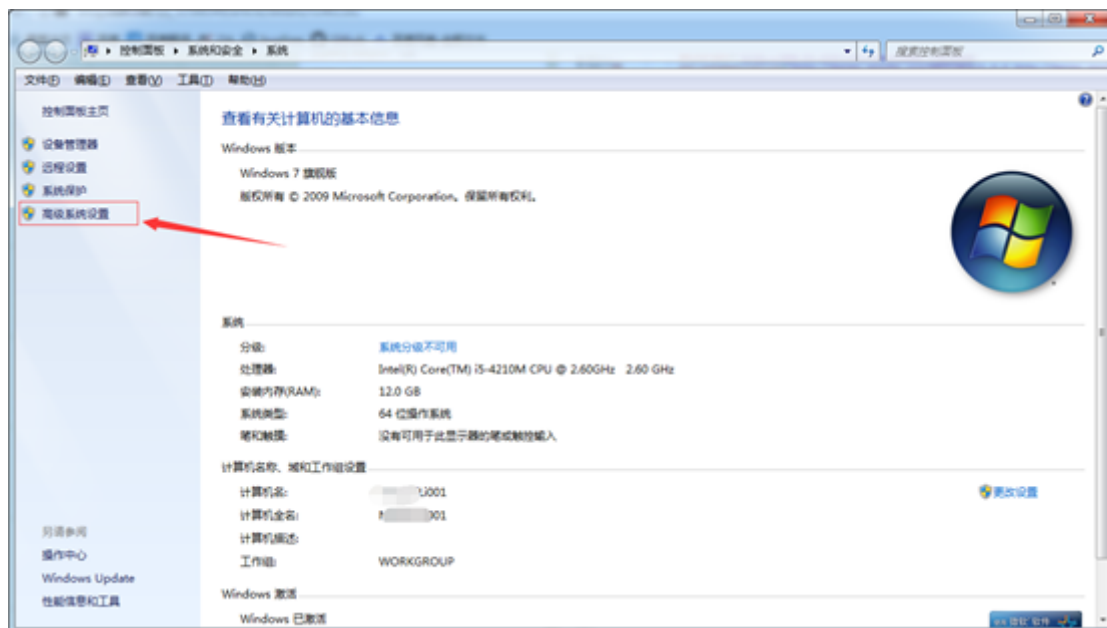 控制面板 ▸ 系统和安全 ▸ 系统
搜索控制面板
文件(F) 编辑(E) 查看(V) 工具(T) 帮助(H)
控制面板主页
设备管理器
远程设置
系统保护
高级系统设置
另请参阅
操作中心
Windows Update
性能信息和工具
查看有关计算机的基本信息
Windows 版本
Windows 7 旗舰版
版权所有 © 2009 Microsoft Corporation。保留所有权利。
系统
分级: 系统分级不可用
处理器: Intel(R) Core(TM) i5-4210M CPU @ 2.60GHz 2.60 GHz
安装内存(RAM): 12.0 GB
系统类型: 64 位操作系统
笔和触摸: 没有可用于此显示器的笔或触控输入
计算机名称、域和工作组设置
计算机名: 001
更改设置
计算机全名: 001
计算机描述:
工作组: WORKGROUP
Windows 激活
Windows 已激活